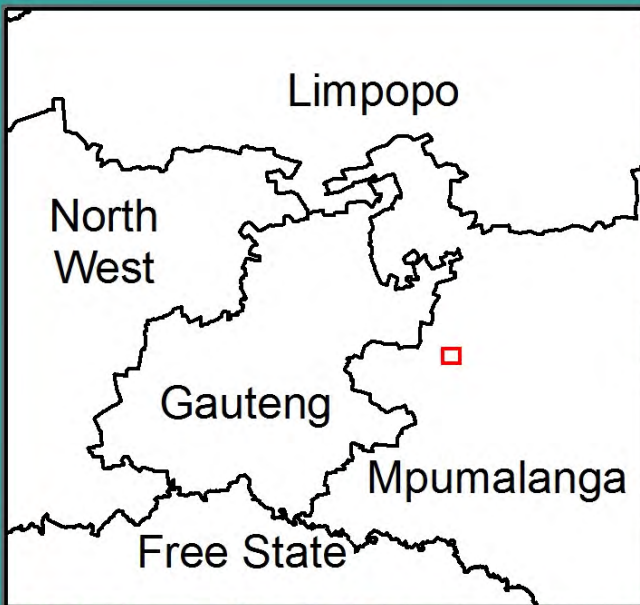 Limpopo
North
West
Gauteng
Mpumalanga
Free State